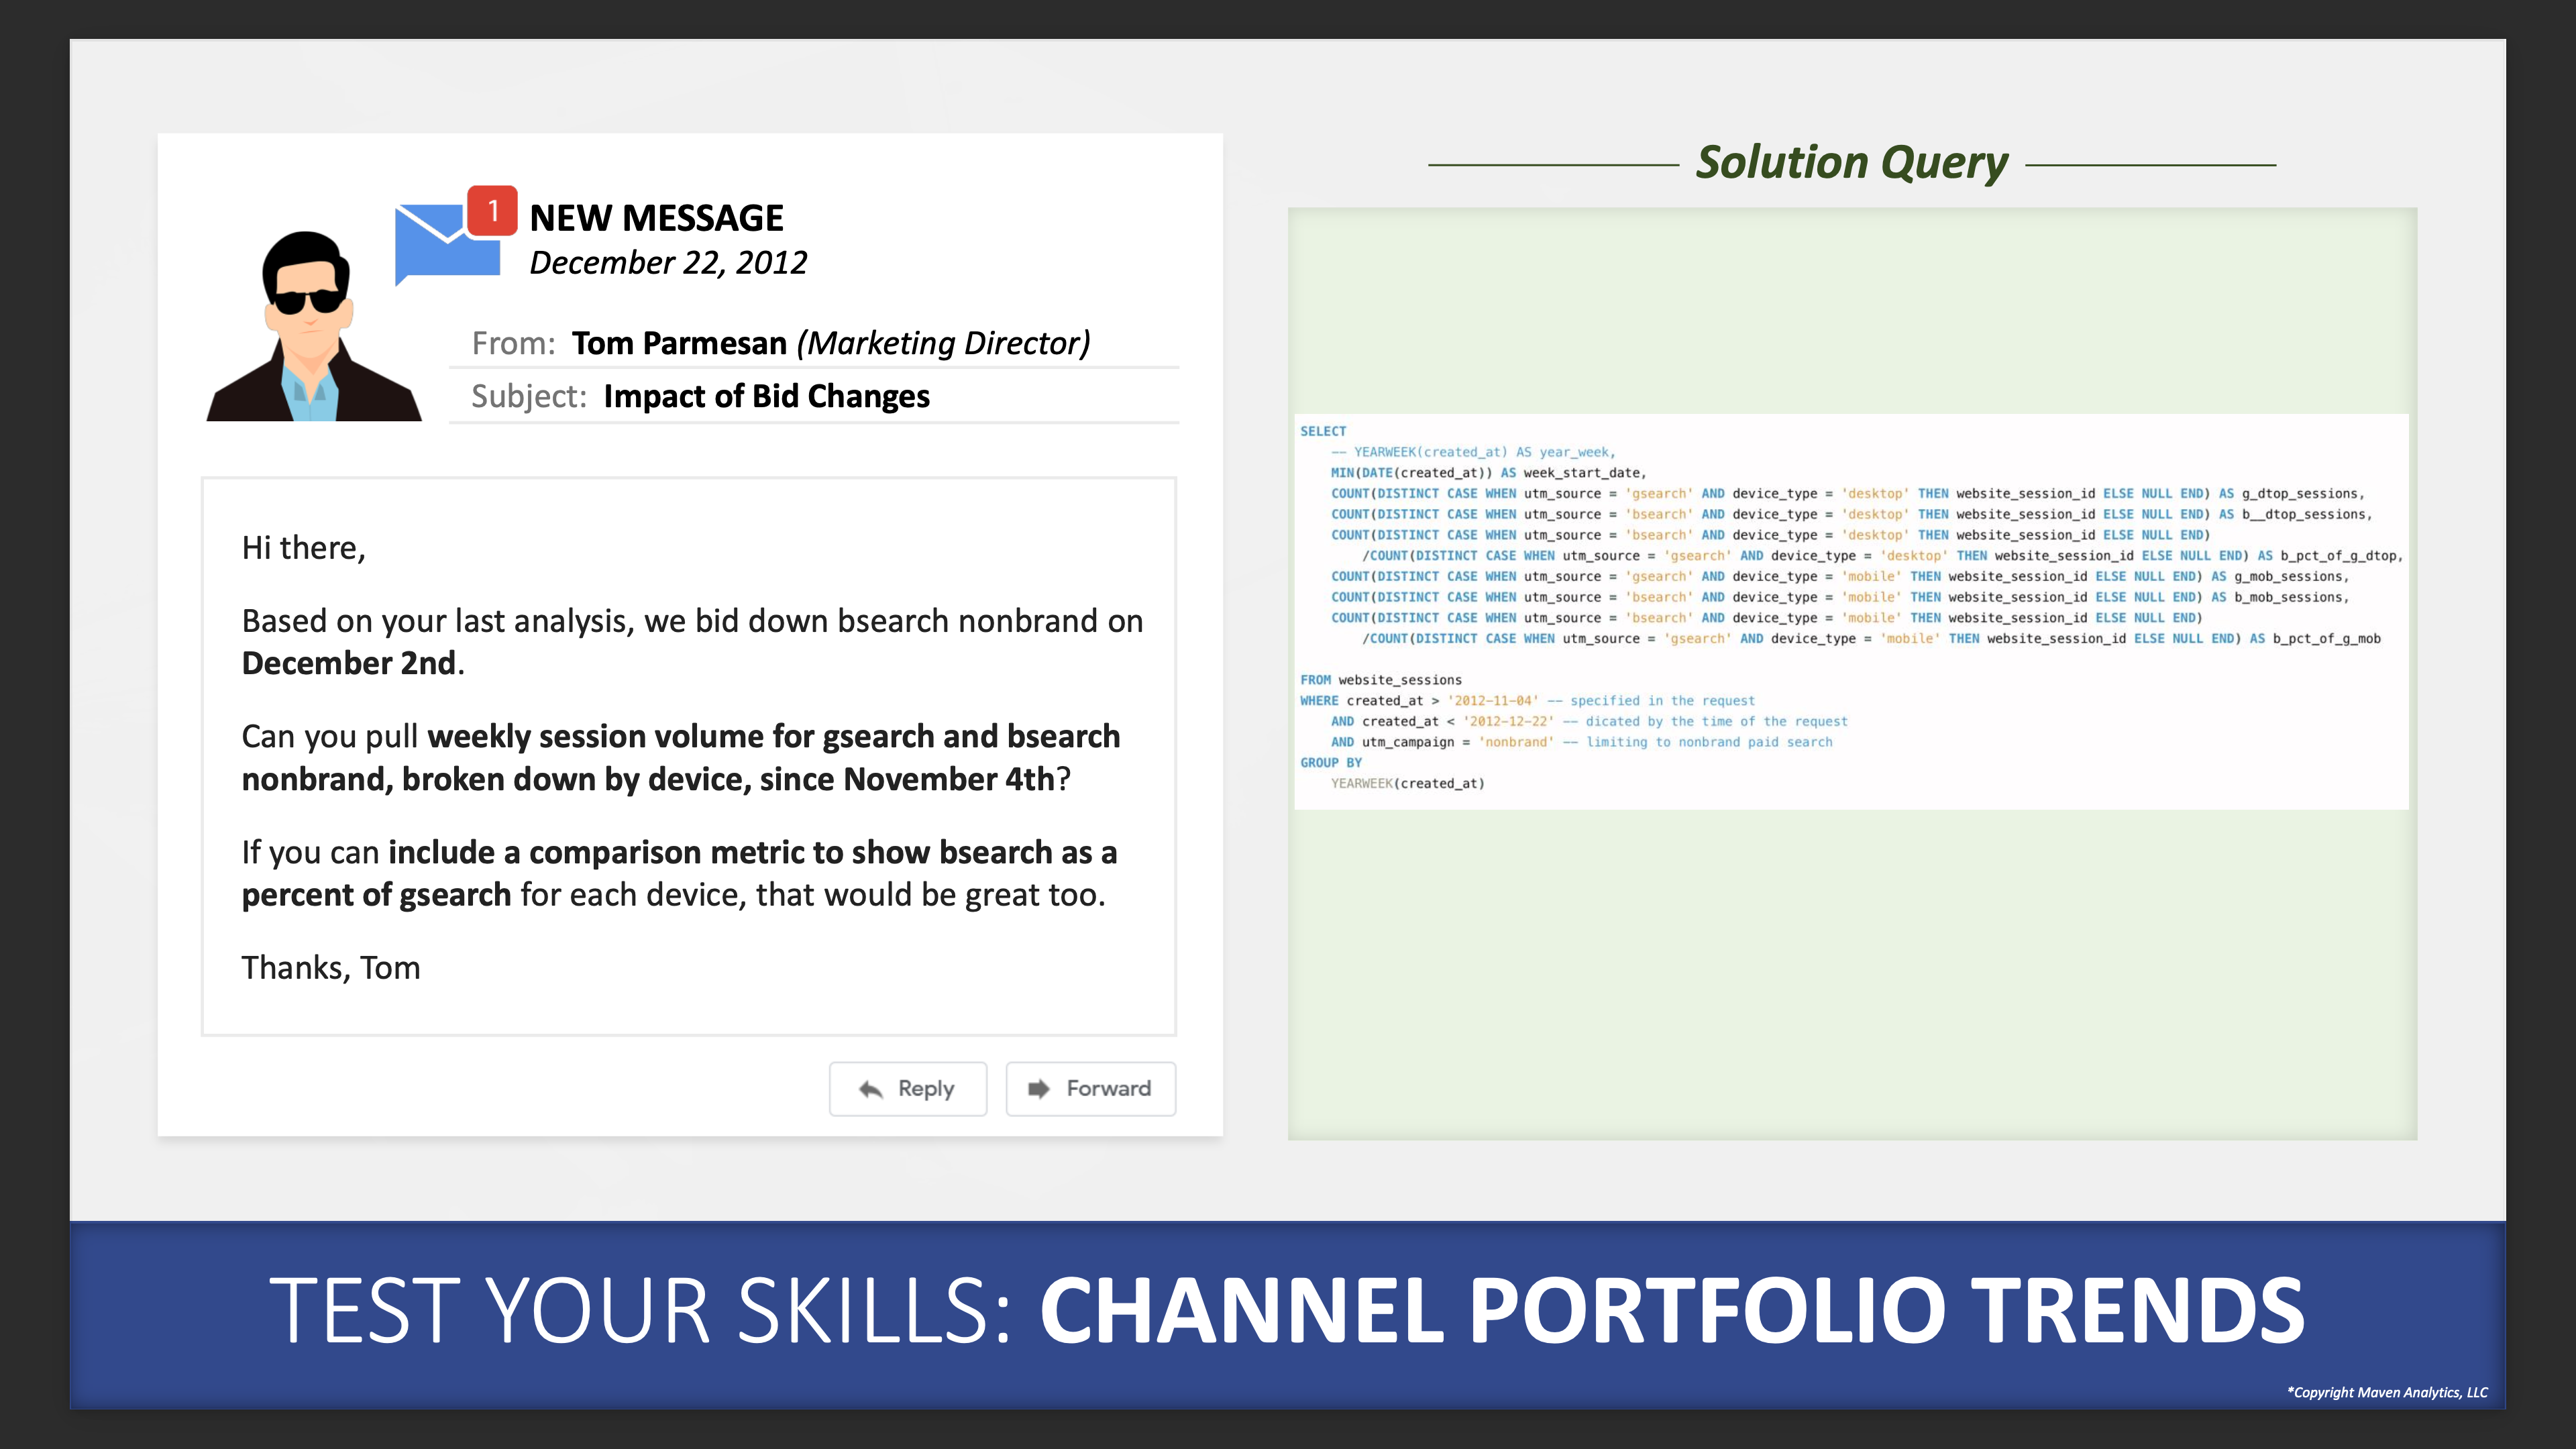 1
NEW MESSAGE
December 22, 2012
From: Tom Parmesan (Marketing Director)
Subject: Impact of Bid Changes
Hi there,
Based on your last analysis, we bid down bsearch nonbrand on
December 2nd.
Can you pull weekly session volume for gsearch and bsearch
nonbrand, broken down by device, since November 4th?
If you can include a comparison metric to show bsearch as a
percent of gsearch for each device, that would be great too.
Thanks, Tom
Reply
Forward
Solution Query
SELECT
-- YEARWEEK(created_at) AS year_week,
MIN(DATE(created_at)) AS week_start_date,
COUNT(DISTINCT CASE WHEN utm_source = 'gsearch' AND device_type = 'desktop' THEN website_session_id ELSE NULL END) AS g_dtop_sessions,
COUNT(DISTINCT CASE WHEN utm_source = 'bsearch' AND device_type = 'desktop' THEN website_session_id ELSE NULL END) AS b__dtop_sessions,
COUNT(DISTINCT CASE WHEN utm_source = 'bsearch' AND device_type = 'desktop' THEN website_session_id ELSE NULL END)
/COUNT(DISTINCT CASE WHEN utm_source = 'gsearch' AND device_type = 'desktop' THEN website_session_id ELSE NULL END) AS b_pct_of_g_dtop,
COUNT(DISTINCT CASE WHEN utm_source = 'gsearch' AND device_type = 'mobile' THEN website_session_id ELSE NULL END) AS g_mob_sessions,
COUNT(DISTINCT CASE WHEN utm_source = 'bsearch' AND device_type = 'mobile' THEN website_session_id ELSE NULL END) AS b_mob_sessions,
COUNT(DISTINCT CASE WHEN utm_source = 'bsearch' AND device_type = 'mobile' THEN website_session_id ELSE NULL END)
/COUNT(DISTINCT CASE WHEN utm_source = 'gsearch' AND device_type = 'mobile' THEN website_session_id ELSE NULL END) AS b_pct_of_g_mob
FROM website_sessions
WHERE created_at > '2012-11-04' -- specified in the request
AND created_at < '2012-12-22' -- dicated by the time of the request
AND utm_campaign = 'nonbrand' -- limiting to nonbrand paid search
GROUP BY
YEARWEEK(created_at)
TEST YOUR SKILLS: CHANNEL PORTFOLIO TRENDS
*Copyright Maven Analytics, LLC